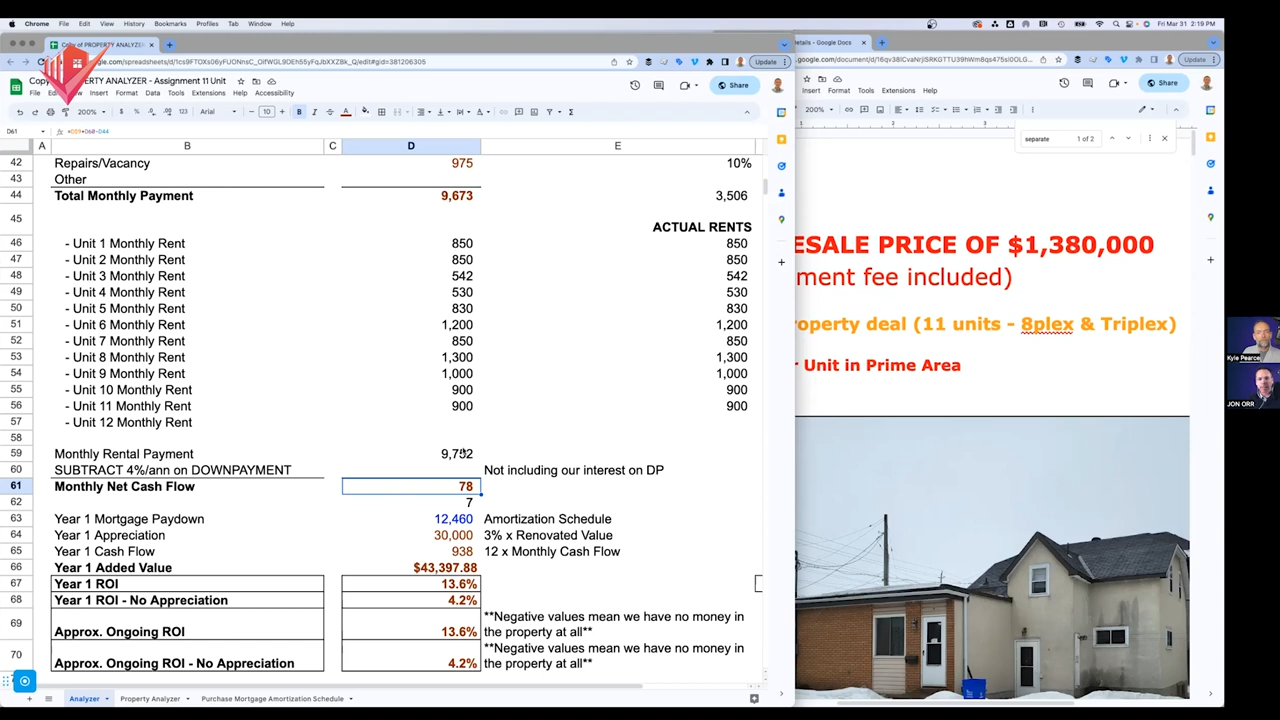 Chrome File Edit View History Bookmarks Profiles Tab Window Help
Fri Mar 31 2:19 PM
Copy of PROPERTY ANALYZER
etails - Google Docs
Update
Update
PROPERTY ANALYZER - Assignment 11 Unit
Insert Format Data Tools Extensions Help Accessibility
Share
Insert Format Tools Extensions Help
Share
200% Arial 10
200%
D61 =D59+D60-D44
separate 1 of 2
A B C D E
42 Repairs/Vacancy 975 10%
43 Other
44 Total Monthly Payment 9,673 3,506
45 ACTUAL RENTS
46 - Unit 1 Monthly Rent 850 850
47 - Unit 2 Monthly Rent 850 850
48 - Unit 3 Monthly Rent 542 542
49 - Unit 4 Monthly Rent 530 530
50 - Unit 5 Monthly Rent 830 830
51 - Unit 6 Monthly Rent 1,200 1,200
52 - Unit 7 Monthly Rent 850 850
53 - Unit 8 Monthly Rent 1,300 1,300
54 - Unit 9 Monthly Rent 1,000 1,000
55 - Unit 10 Monthly Rent 900 900
56 - Unit 11 Monthly Rent 900 900
57 - Unit 12 Monthly Rent
58
59 Monthly Rental Payment 9,752
60 SUBTRACT 4%/ann on DOWNPAYMENT Not including our interest on DP
61 Monthly Net Cash Flow 78
62 7
63 Year 1 Mortgage Paydown 12,460 Amortization Schedule
64 Year 1 Appreciation 30,000 3% x Renovated Value
65 Year 1 Cash Flow 938 12 x Monthly Cash Flow
66 Year 1 Added Value $43,397.88
67 Year 1 ROI 13.6%
68 Year 1 ROI - No Appreciation 4.2%
69 Approx. Ongoing ROI 13.6% **Negative values mean we have no money in
the property at all**
70 Approx. Ongoing ROI - No Appreciation 4.2% **Negative values mean we have no money in
the property at all**
Analyzer Property Analyzer Purchase Mortgage Amortization Schedule
ESALE PRICE OF $1,380,000
ment fee included)
roperty deal (11 units - 8plex & Triplex)
r Unit in Prime Area
Kyle Pearce
JON ORR